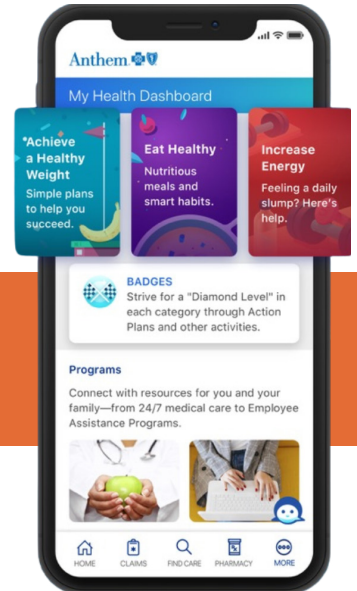 Anthem
My Health Dashboard
Achieve
a Healthy
Weight
Simple plans
to help you
succeed.
Eat Healthy
Nutritious
meals and
smart habits.
Increase
Energy
Feeling a daily
slump? Here's
help.
BADGES
Strive for a "Diamond Level" in
each category through Action
Plans and other activities.
Programs
Connect with resources for you and your
family—from 24/7 medical care to Employee
Assistance Programs.
HOME CLAIMS FIND CARE PHARMACY MORE